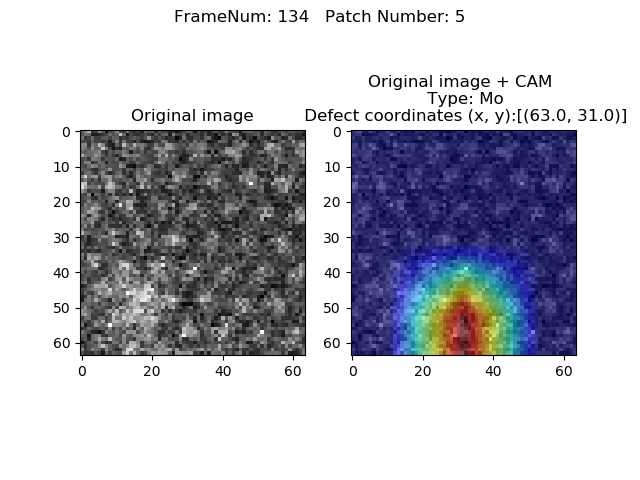 FrameNum: 134   Patch Number: 5
Original image
0
10
20
30
40
50
60
0 20 40 60
Original image + CAM
Type: Mo
Defect coordinates (x, y):[(63.0, 31.0)]
0
10
20
30
40
50
60
0 20 40 60